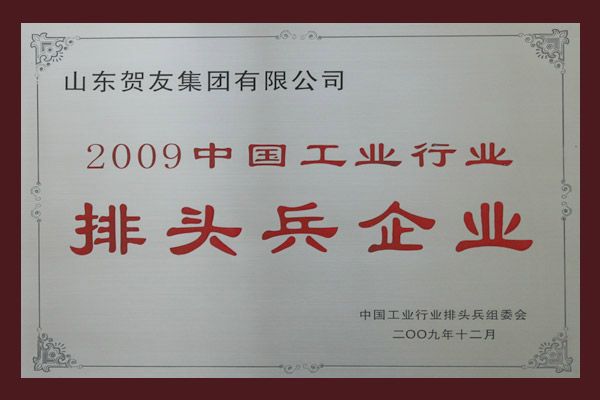 山东贺友集团有限公司
2009中国工业行业
排头兵企业
中国工业行业排头兵组委会
二〇〇九年十二月